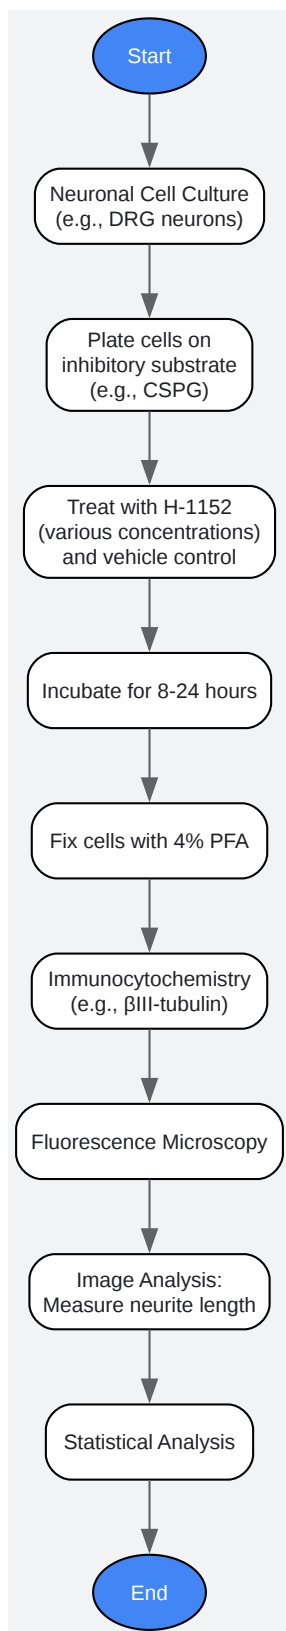 Start
Neuronal Cell Culture
(e.g., DRG neurons)
Plate cells on
inhibitory substrate
(e.g., CSPG)
Treat with H-1152
(various concentrations)
and vehicle control
Incubate for 8-24 hours
Fix cells with 4% PFA
Immunocytochemistry
(e.g., βIII-tubulin)
Fluorescence Microscopy
Image Analysis:
Measure neurite length
Statistical Analysis
End